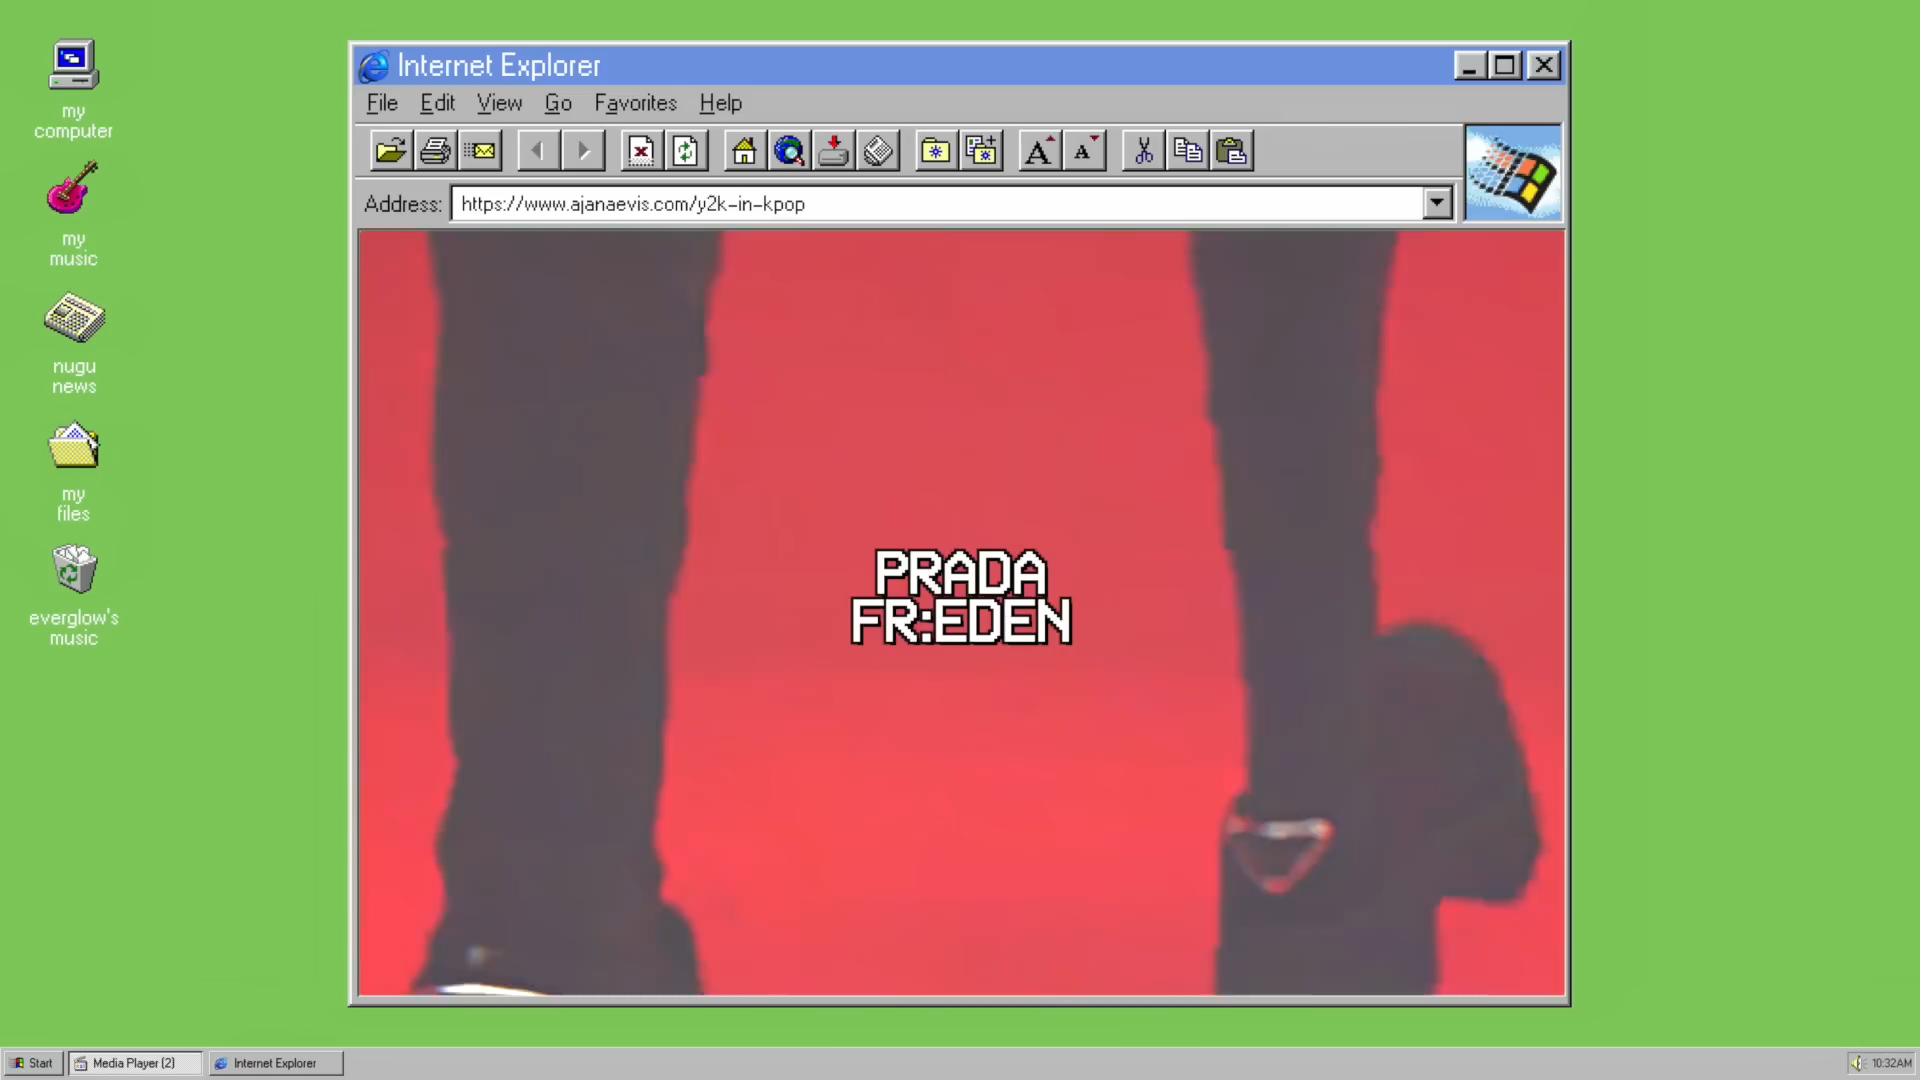 my
computer
my
music
nugu
news
my
files
everglow's
music
Internet Explorer
File Edit View Go Favorites Help
Address: https://www.ajanaevis.com/y2k-in-kpop
PRADA
FR:EDEN
Start Media Player (2) Internet Explorer 10:32AM